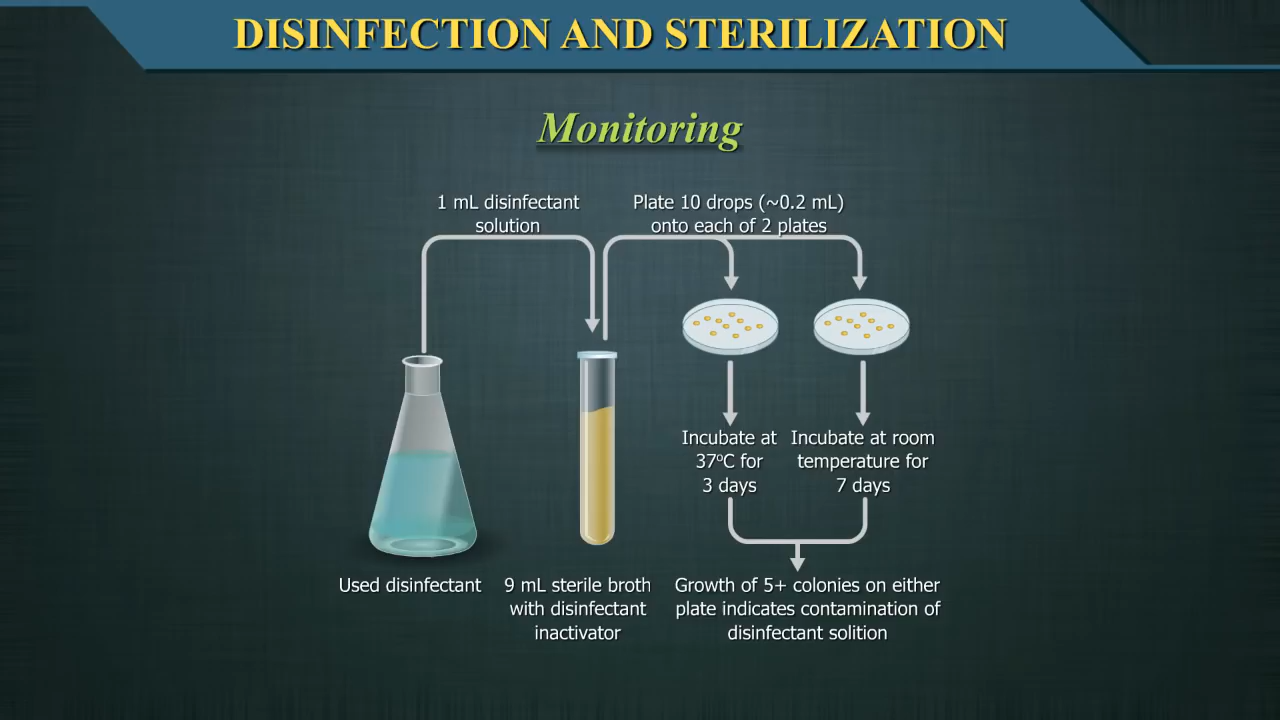 DISINFECTION AND STERILIZATION
Monitoring
1 mL disinfectant
solution
Plate 10 drops (~0.2 mL)
onto each of 2 plates
Incubate at
37ºC for
3 days
Incubate at room
temperature for
7 days
Used disinfectant
9 mL sterile broth
with disinfectant
inactivator
Growth of 5+ colonies on either
plate indicates contamination of
disinfectant solition